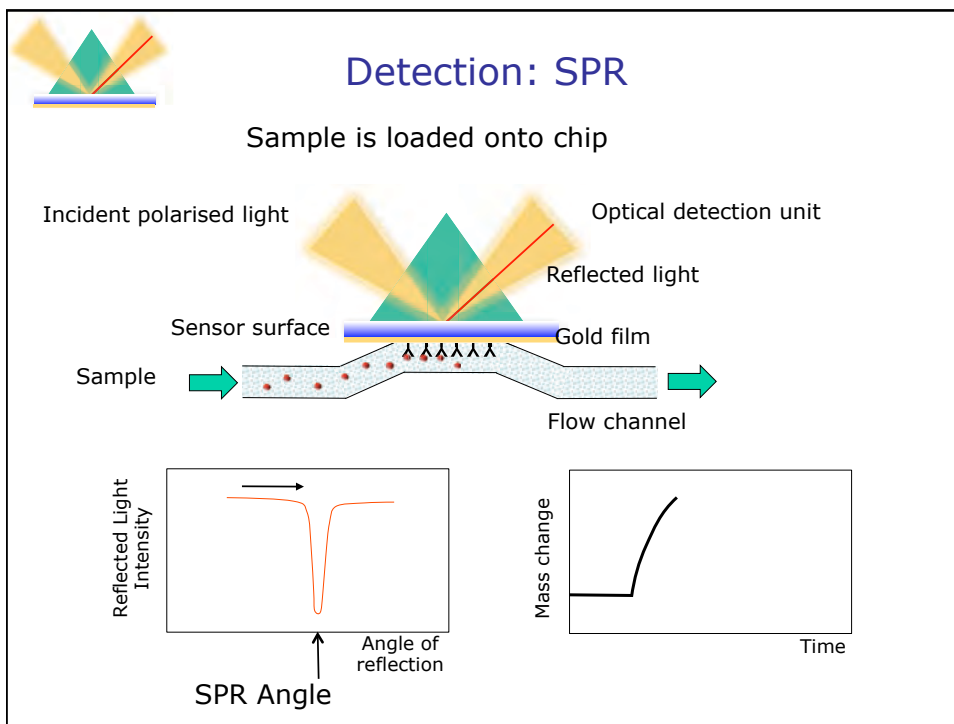 Detection: SPR
Sample is loaded onto chip
Incident polarised light
Optical detection unit
Reflected light
Sensor surface
Gold film
Sample
Flow channel
Reflected Light
Intensity
Angle of
reflection
SPR Angle
Mass change
Time